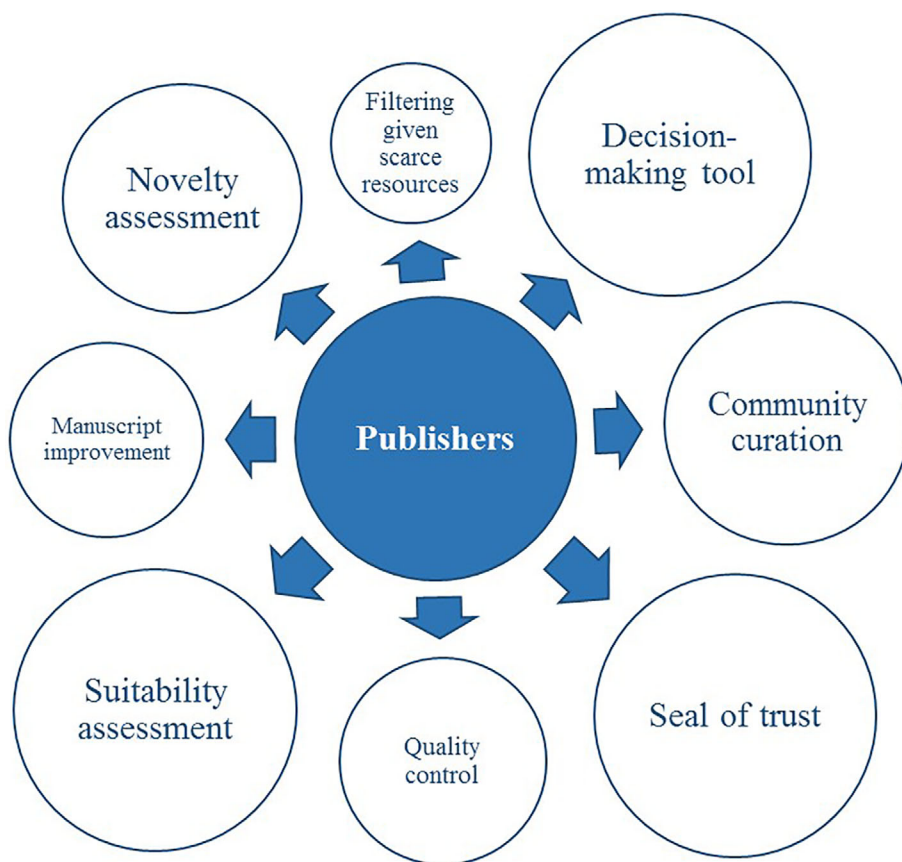 Filtering
given
scarce
resources
Decision-
making tool
Novelty
assessment
Community
curation
Manuscript
improvement
Publishers
Suitability
assessment
Seal of trust
Quality
control